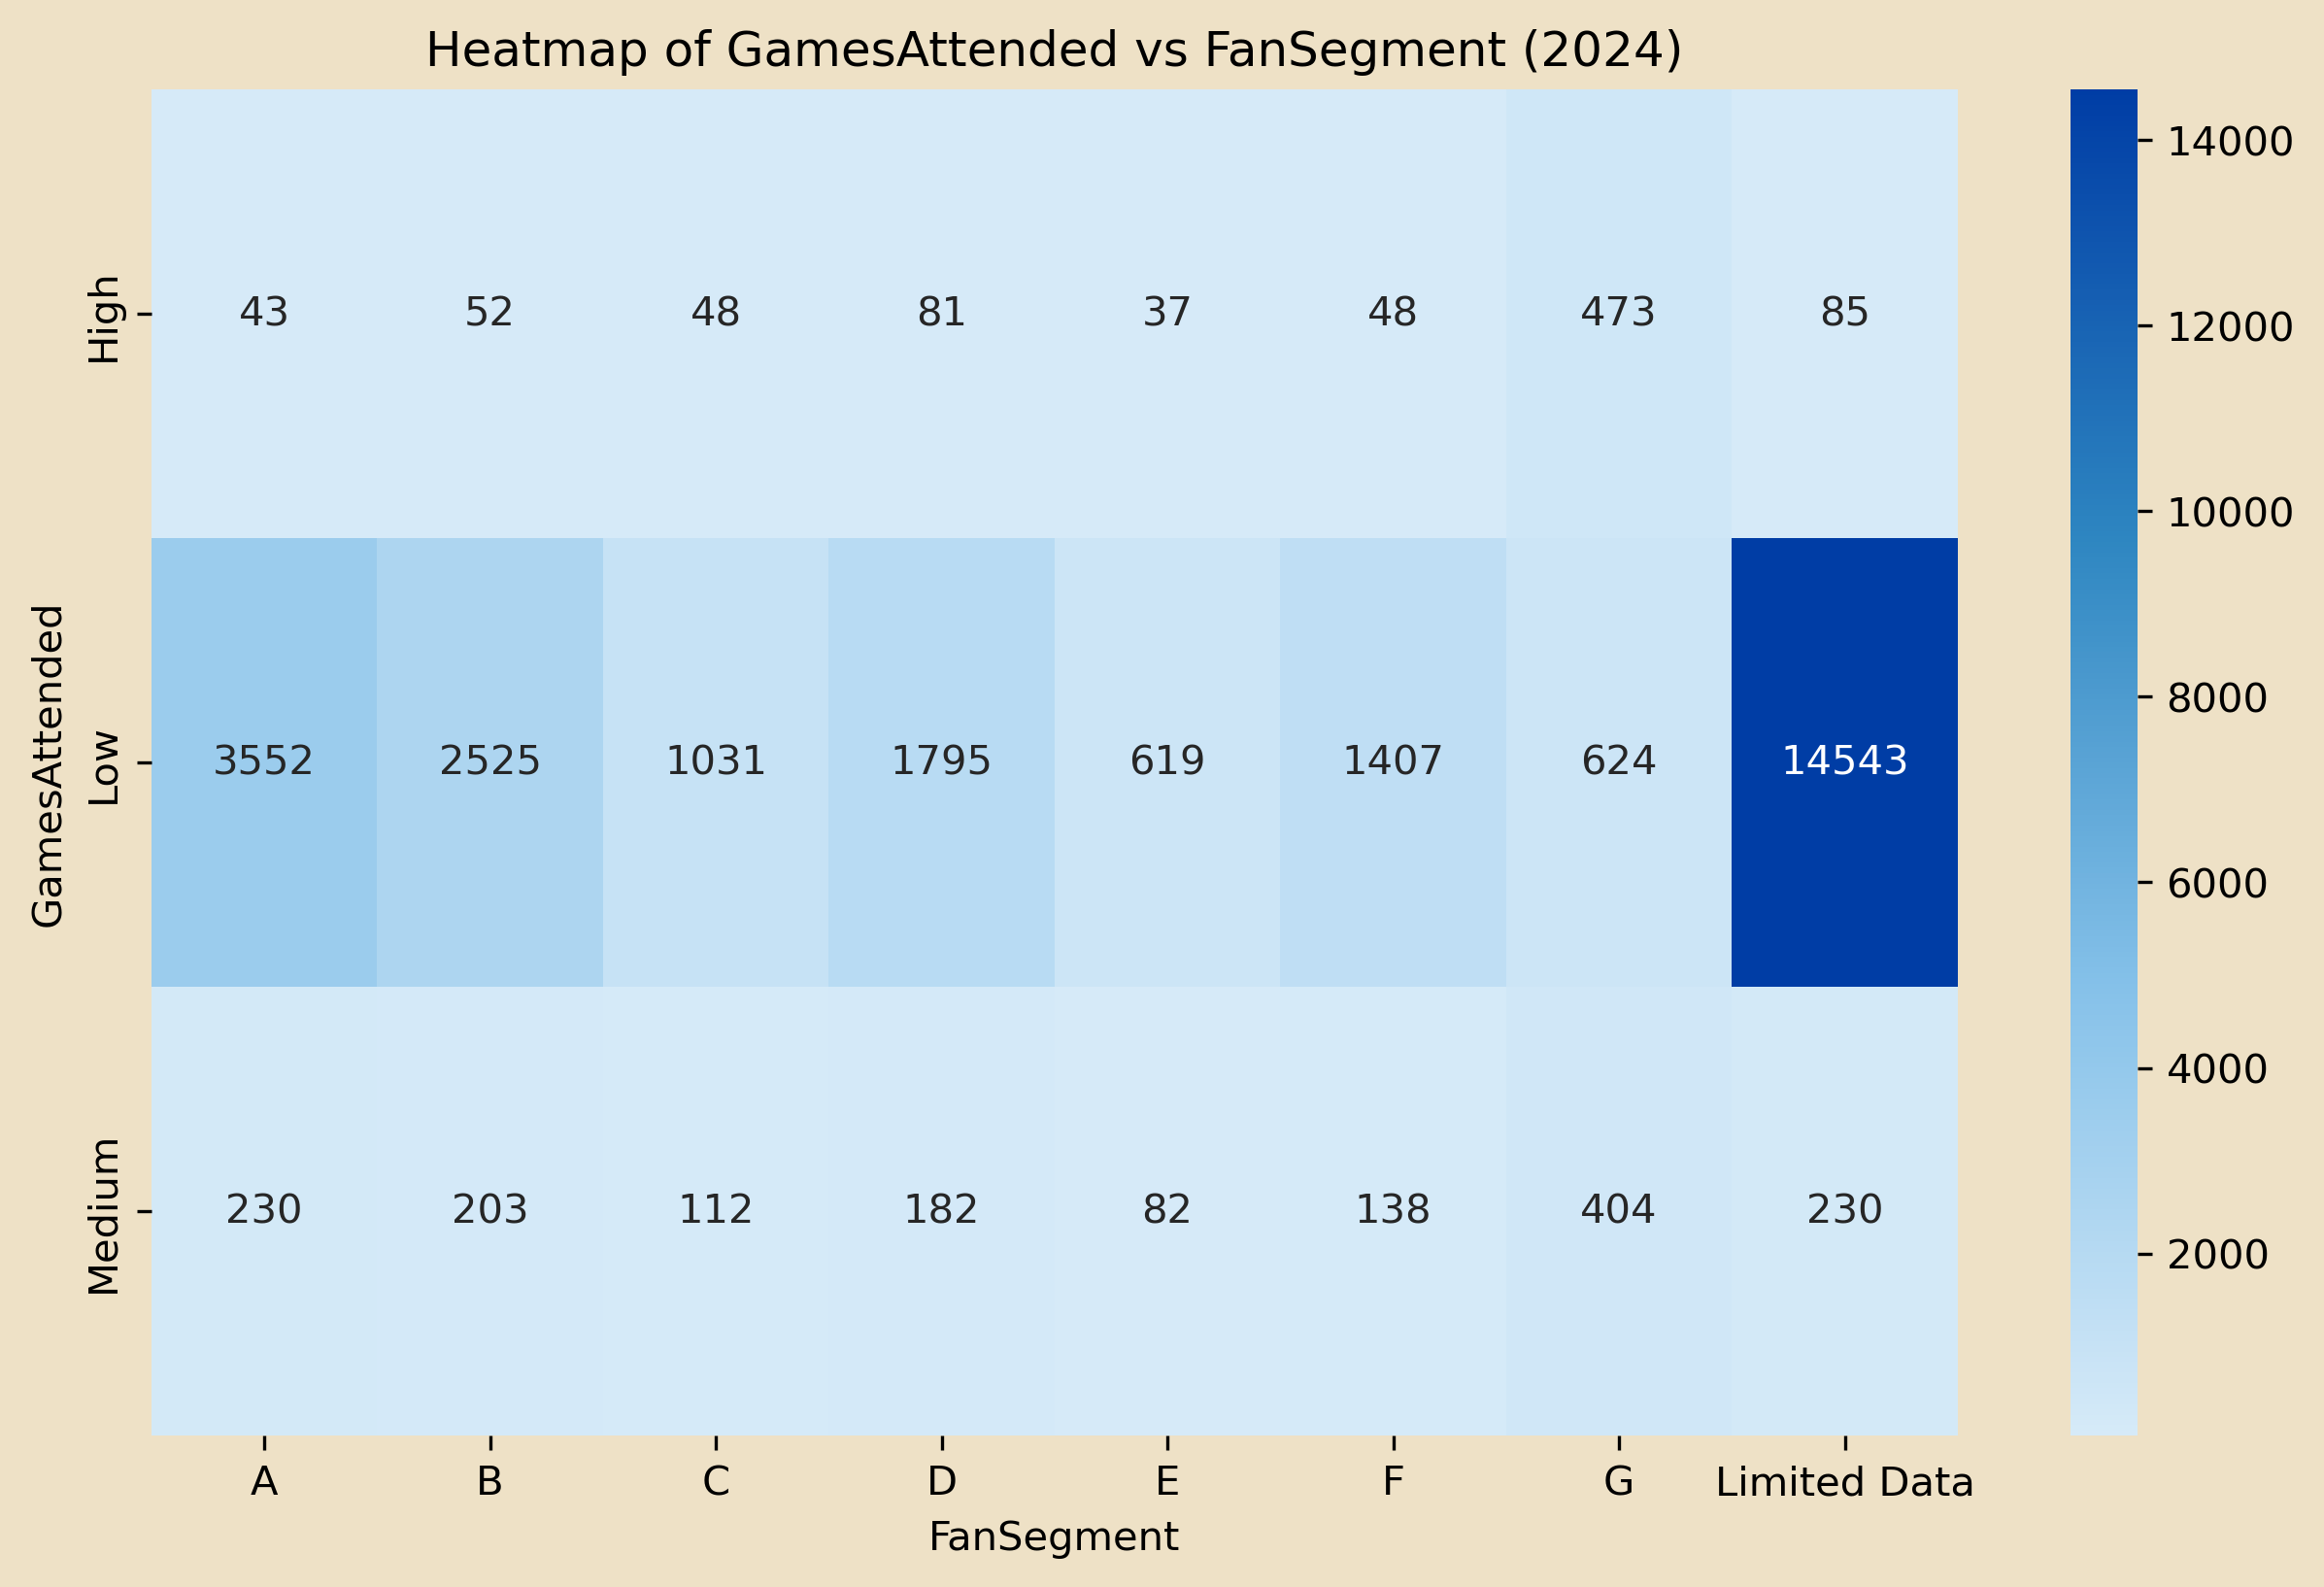 Heatmap of GamesAttended vs FanSegment (2024)
GamesAttended
High
43 52 48 81 37 48 473 85
Low
3552 2525 1031 1795 619 1407 624 14543
Medium
230 203 112 182 82 138 404 230
A B C D E F G Limited Data
FanSegment
14000
12000
10000
8000
6000
4000
2000